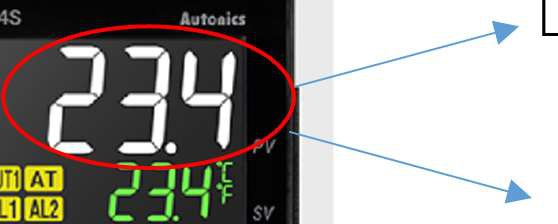 4S Autonics
23.4
PV
UT1 AT 23.4 °C
°F
L1 AL2 SV